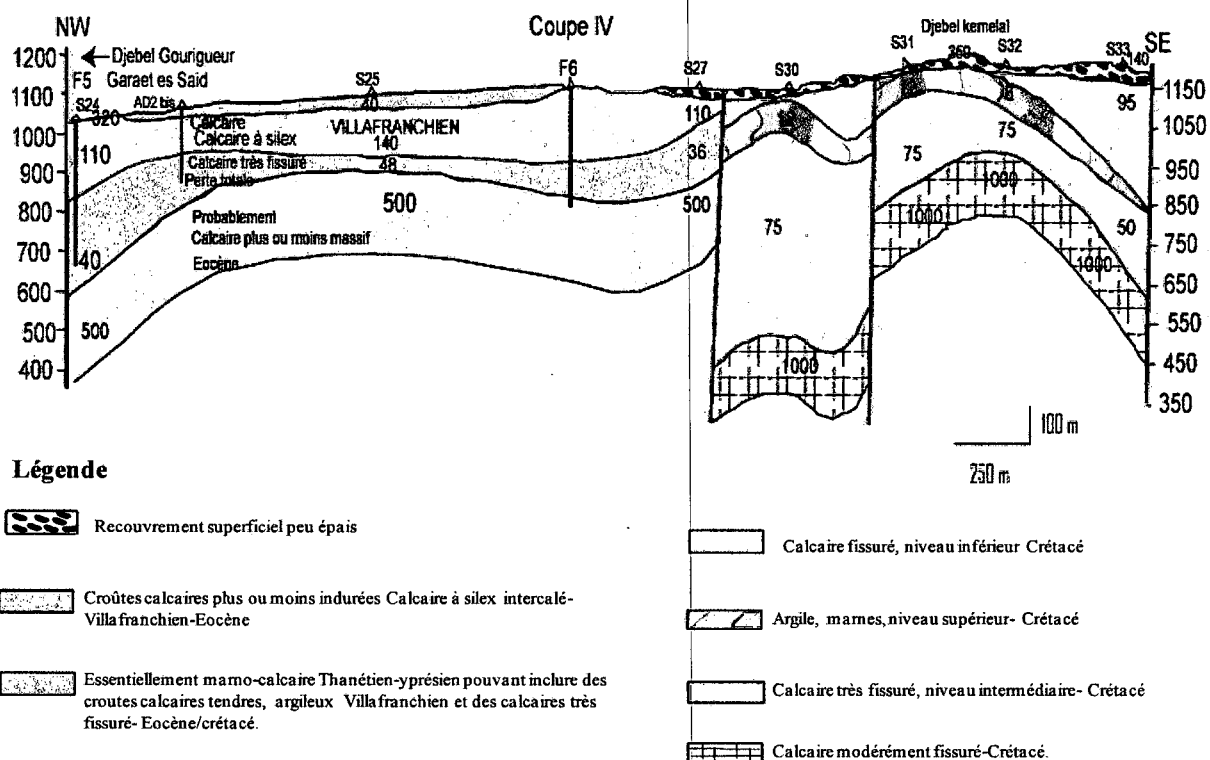 NW
Coupe IV
SE
Djebel Gourigueur
Garaet es Said
Djebel kemelal
F5
S24
AD2 bis
S25
F6
S27
S30
S31
S32
S33
1200
1100
1000
900
800
700
600
500
400
1150
1050
950
850
750
650
550
450
350
320
110
40
500
40
Calcaire
Calcaire à silex
VILLAFRANCHIEN
140
Calcaire très fissuré
48
Perte totale
500
Probablement
Calcaire plus ou moins massif
Eocène
110
36
500
75
1000
360
140
95
75
75
50
1000
1000
1000
100 m
250 m
Légende
Recouvrement superficiel peu épais
Croûtes calcaires plus ou moins indurées Calcaire à silex intercalé-
Villafranchien-Eocène
Essentiellement marno-calcaire Thanétien-yprésien pouvant inclure des
croutes calcaires tendres, argileux Villafranchien et des calcaires très
fissuré- Eocène/crétacé.
Calcaire fissuré, niveau inférieur Crétacé
Argile, marnes, niveau supérieur- Crétacé
Calcaire très fissuré, niveau intermédiaire- Crétacé
Calcaire modérément fissuré-Crétacé.